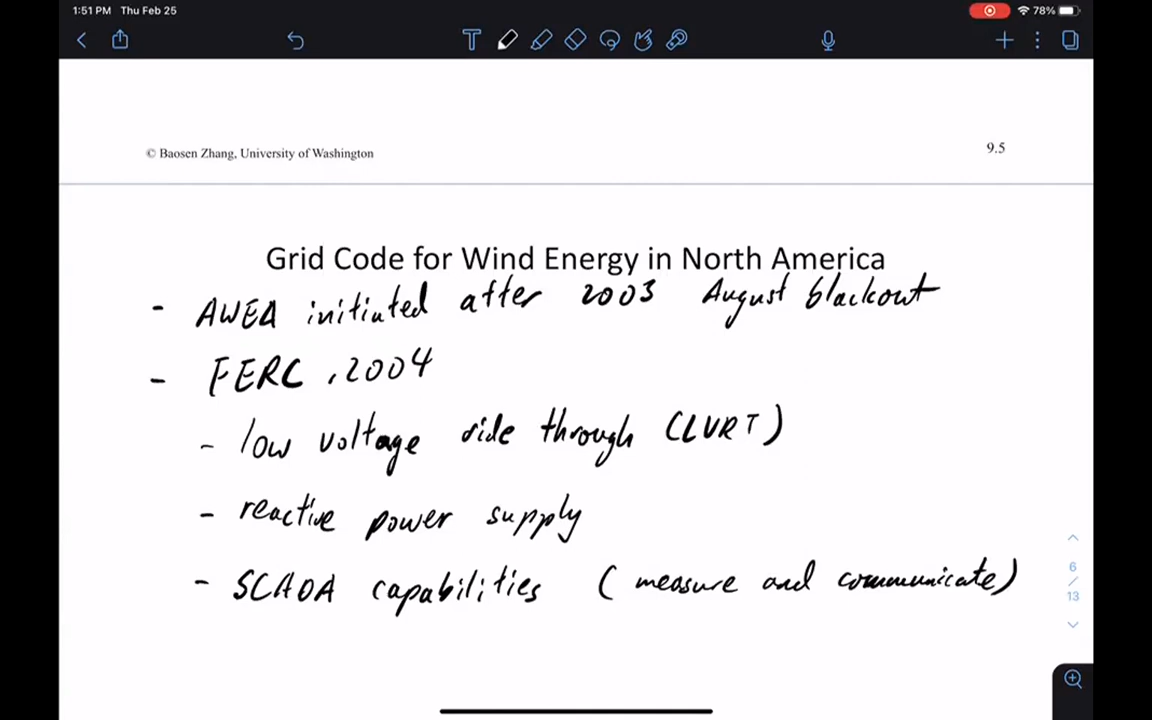 1:51 PM Thu Feb 25
78%
© Baosen Zhang, University of Washington
9.5
Grid Code for Wind Energy in North America
- AWEA initiated after 2003 August blackout
- FERC, 2004
- low voltage ride through (LVRT)
- reactive power supply
- SCADA capabilities (measure and communicate)
6
/
13